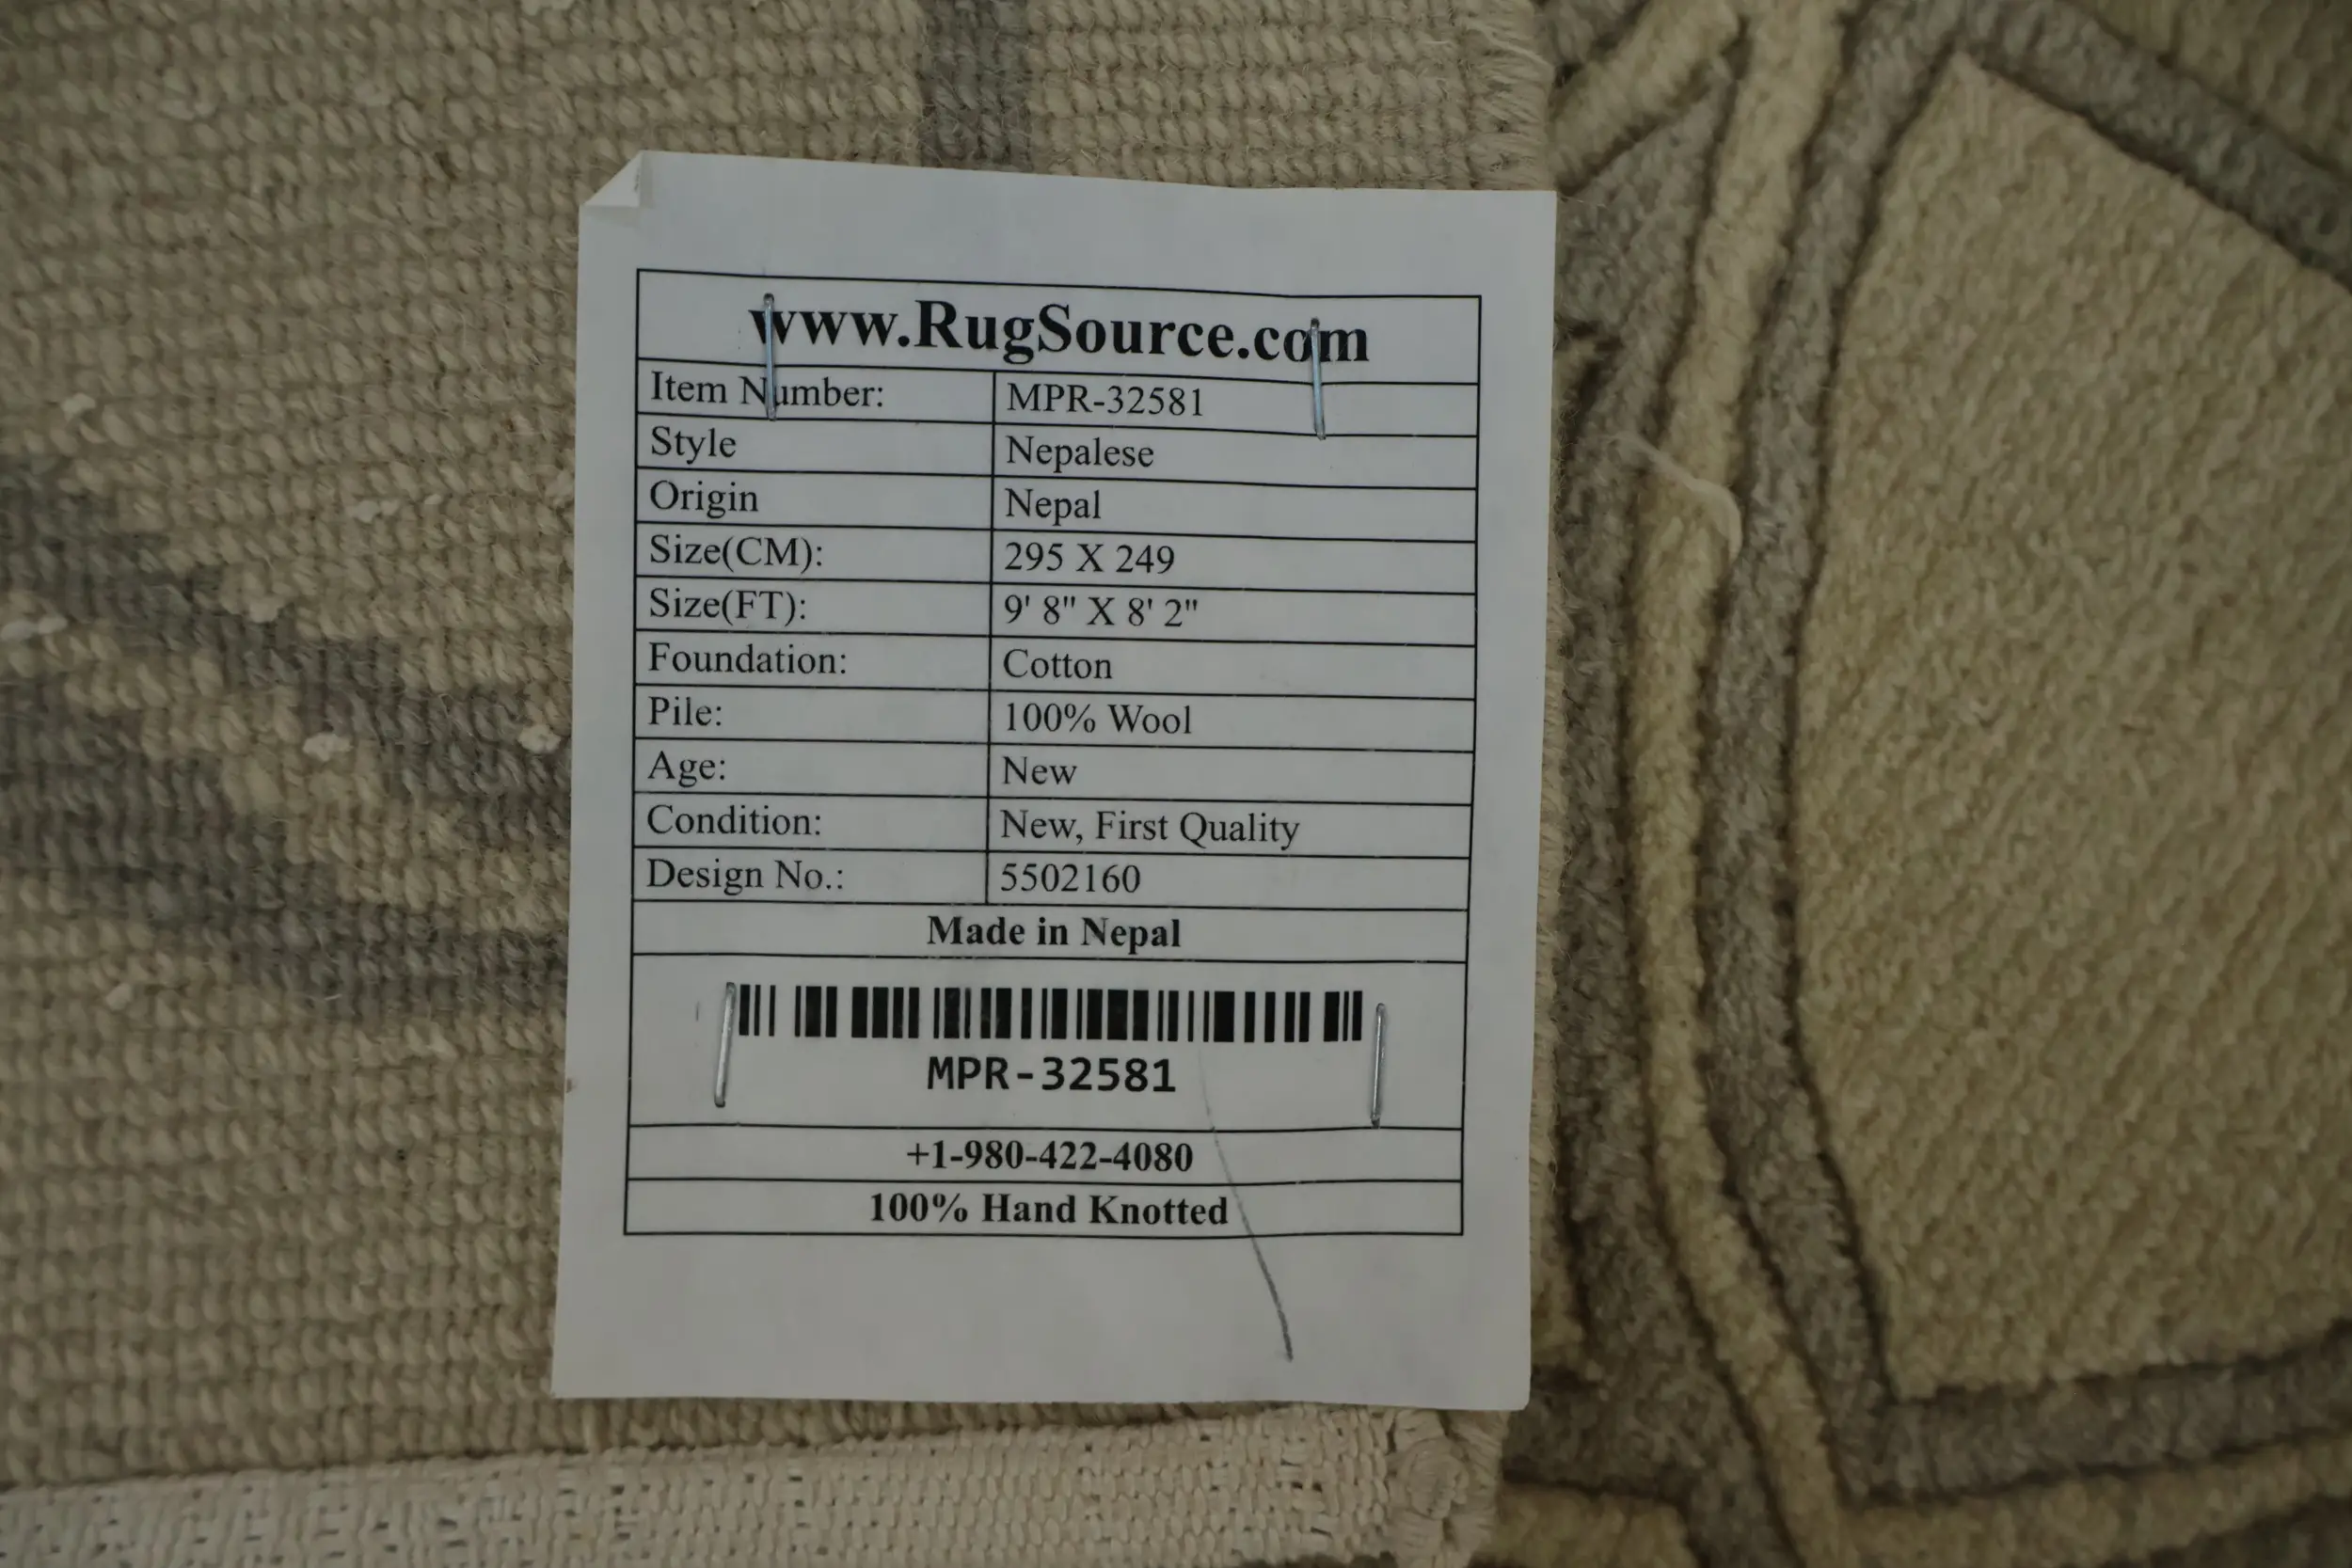 www.RugSource.com
Item Number: MPR-32581
Style Nepalese
Origin Nepal
Size(CM): 295 X 249
Size(FT): 9' 8" X 8' 2"
Foundation: Cotton
Pile: 100% Wool
Age: New
Condition: New, First Quality
Design No.: 5502160
Made in Nepal
MPR-32581
+1-980-422-4080
100% Hand Knotted